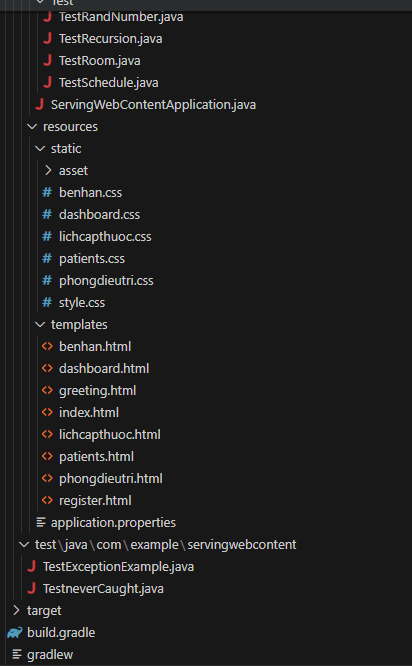 Test
TestRandNumber.java
TestRecursion.java
TestRoom.java
TestSchedule.java
ServingWebContentApplication.java
resources
static
asset
benhan.css
dashboard.css
lichcapthuoc.css
patients.css
phongdieutri.css
style.css
templates
benhan.html
dashboard.html
greeting.html
index.html
lichcapthuoc.html
patients.html
phongdieutri.html
register.html
application.properties
test\java\com\example\servingwebcontent
TestExceptionExample.java
TestneverCaught.java
target
build.gradle
gradlew